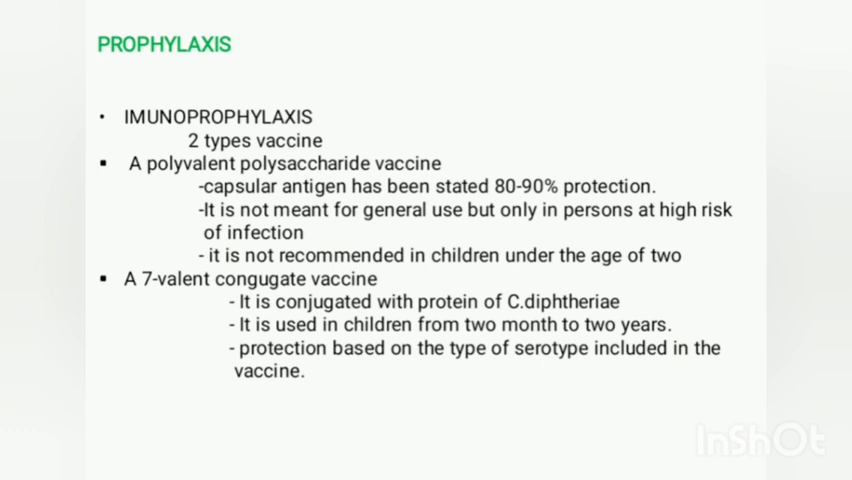 PROPHYLAXIS
• IMUNOPROPHYLAXIS
2 types vaccine
▪ A polyvalent polysaccharide vaccine
-capsular antigen has been stated 80-90% protection.
-It is not meant for general use but only in persons at high risk
of infection
- it is not recommended in children under the age of two
▪ A 7-valent congugate vaccine
- It is conjugated with protein of C.diphtheriae
- It is used in children from two month to two years.
- protection based on the type of serotype included in the
vaccine.
InShOt